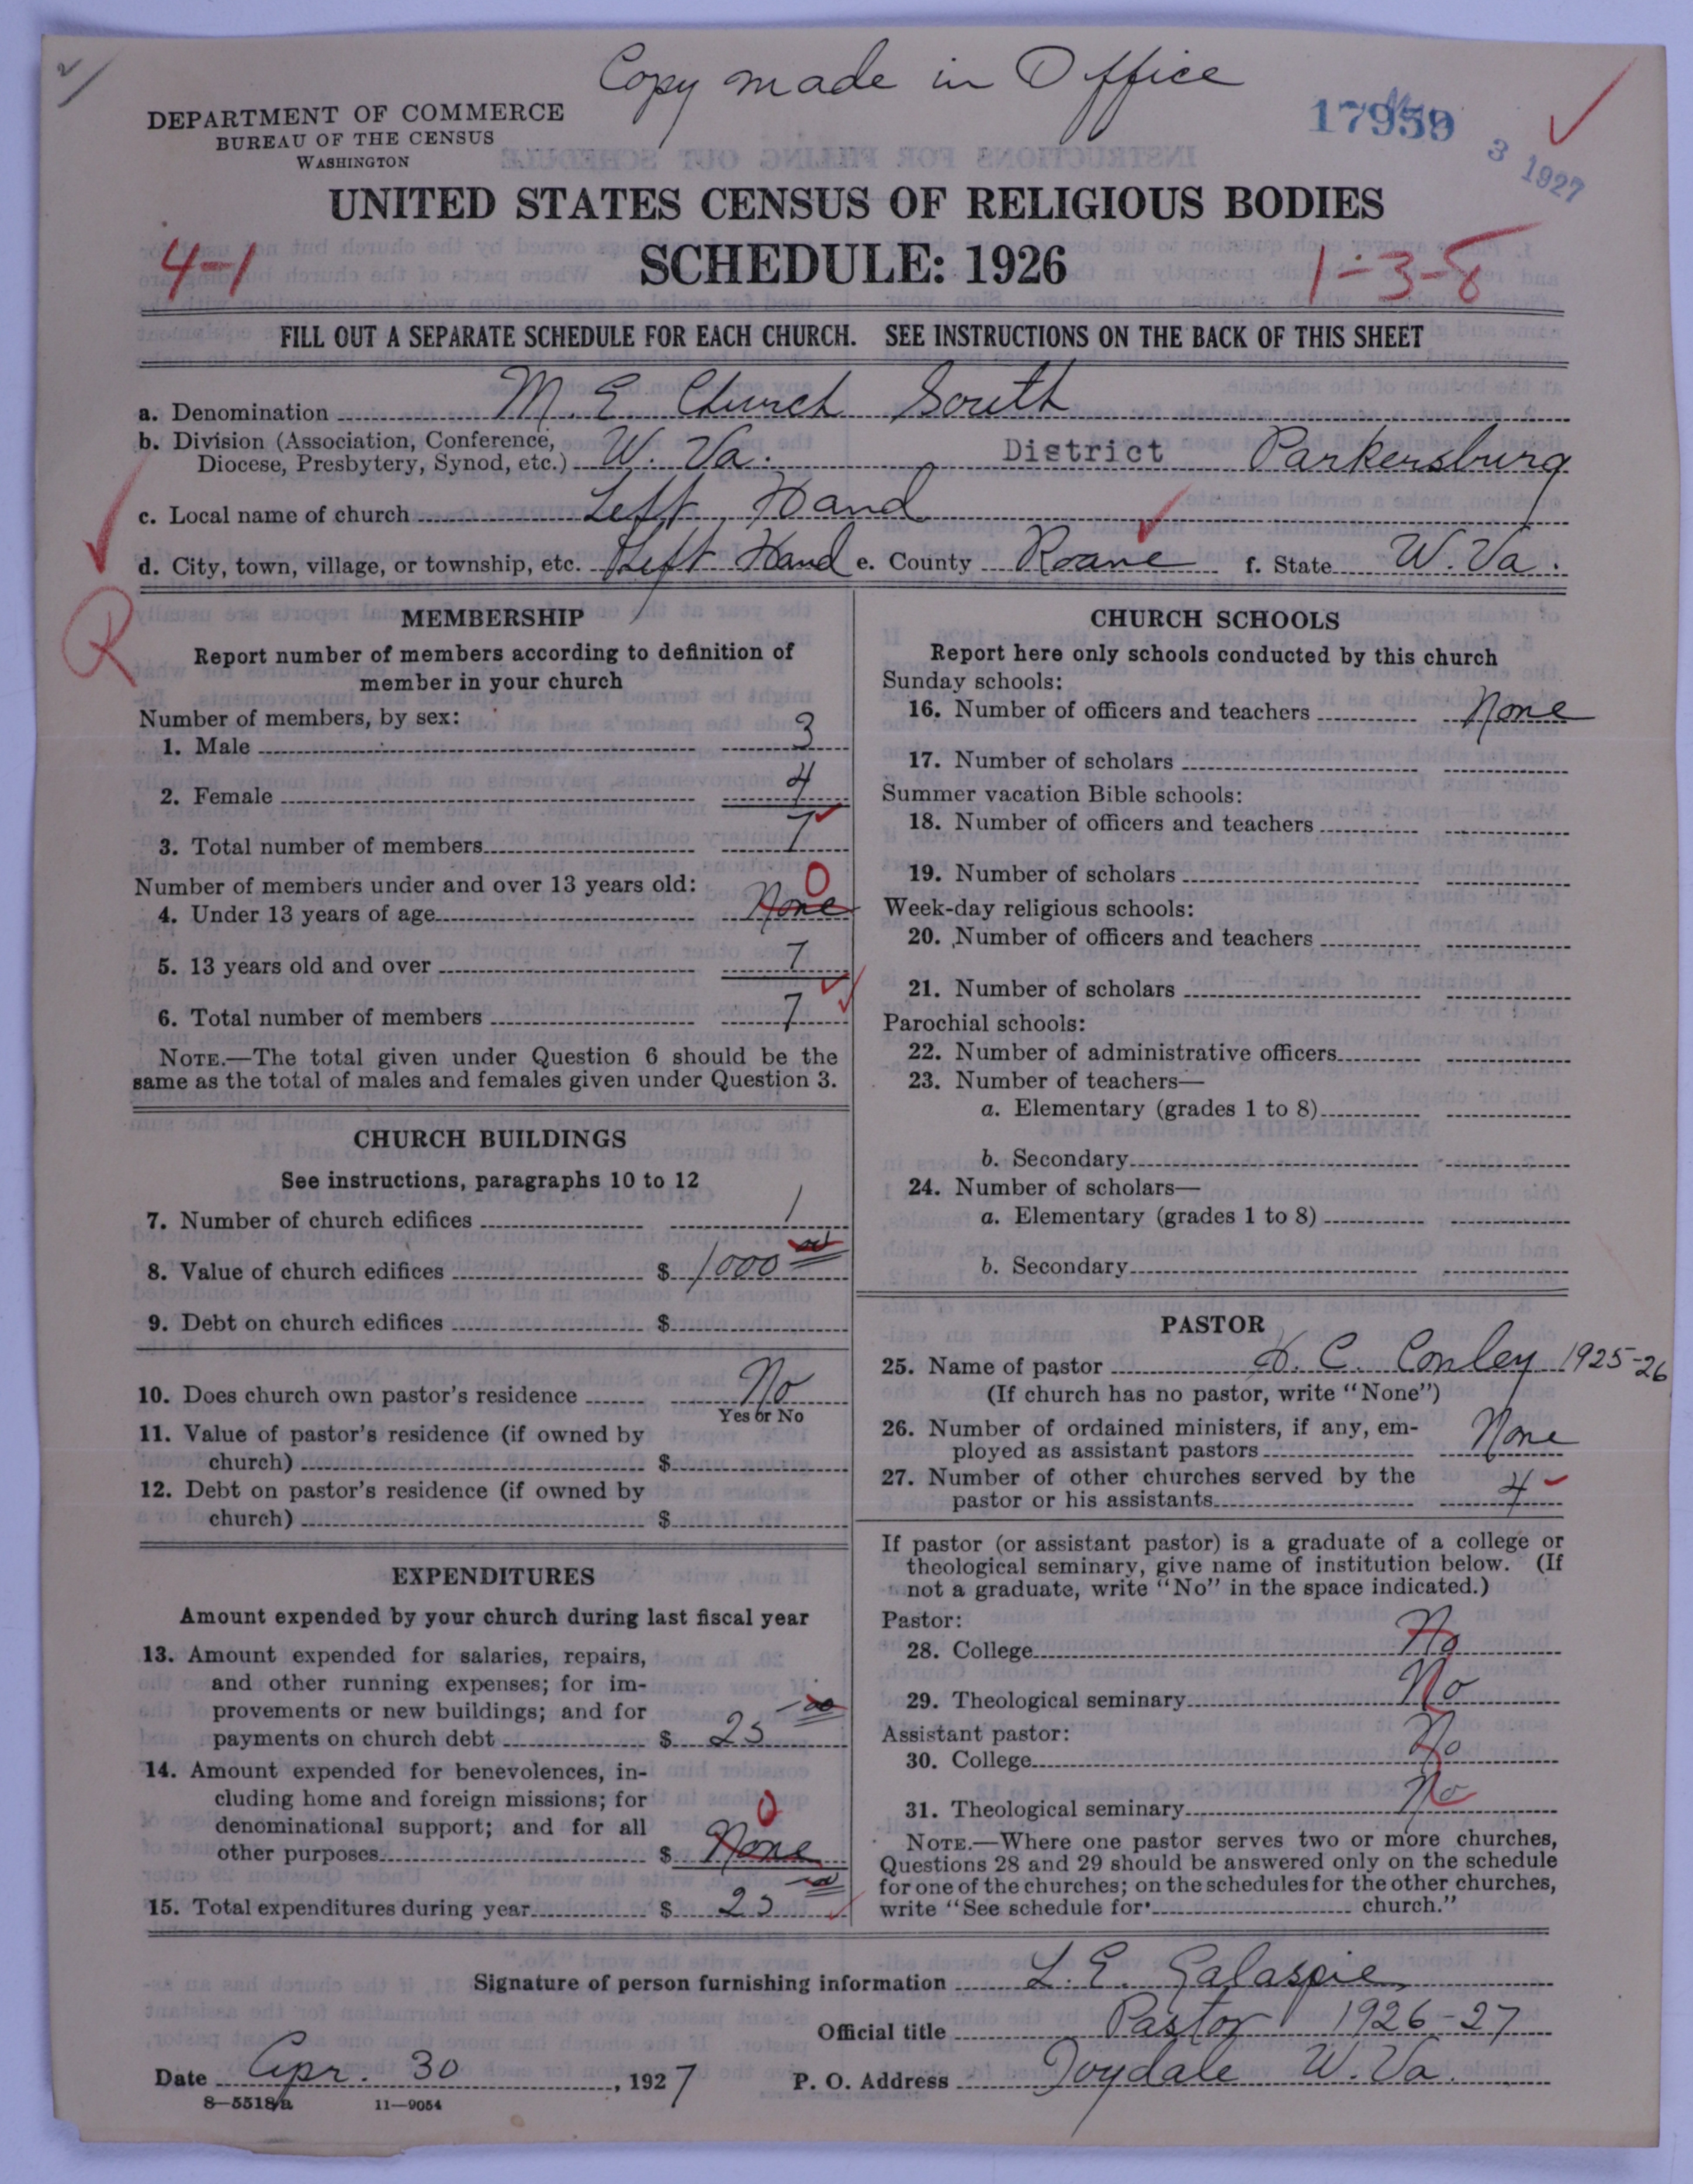 Copy made in Office
DEPARTMENT OF COMMERCE
BUREAU OF THE CENSUS
WASHINGTON
17959
3 1927
UNITED STATES CENSUS OF RELIGIOUS BODIES
4-1
SCHEDULE: 1926
1-3-8
FILL OUT A SEPARATE SCHEDULE FOR EACH CHURCH. SEE INSTRUCTIONS ON THE BACK OF THIS SHEET
a. Denomination M. E. Church South
b. Division (Association, Conference,
Diocese, Presbytery, Synod, etc.) W. Va. District Parkersburg
c. Local name of church Left Hand
d. City, town, village, or township, etc. Left Hand e. County Roane f. State W. Va.
R
MEMBERSHIP
Report number of members according to definition of
member in your church
Number of members, by sex:
1. Male 3
2. Female 4
3. Total number of members 7
Number of members under and over 13 years old: 0
4. Under 13 years of age None
5. 13 years old and over 7
6. Total number of members 7
NOTE.—The total given under Question 6 should be the
same as the total of males and females given under Question 3.
CHURCH BUILDINGS
See instructions, paragraphs 10 to 12
7. Number of church edifices 1
8. Value of church edifices $ 1000 00
9. Debt on church edifices $
10. Does church own pastor's residence No
Yes or No
11. Value of pastor's residence (if owned by
church) $
12. Debt on pastor's residence (if owned by
church) $
EXPENDITURES
Amount expended by your church during last fiscal year
13. Amount expended for salaries, repairs,
and other running expenses; for im-
provements or new buildings; and for
payments on church debt $ 25 00
14. Amount expended for benevolences, in-
cluding home and foreign missions; for
denominational support; and for all 0
other purposes $ None
15. Total expenditures during year $ 25 00
CHURCH SCHOOLS
Report here only schools conducted by this church
Sunday schools:
16. Number of officers and teachers None
17. Number of scholars
Summer vacation Bible schools:
18. Number of officers and teachers
19. Number of scholars
Week-day religious schools:
20. Number of officers and teachers
21. Number of scholars
Parochial schools:
22. Number of administrative officers
23. Number of teachers—
a. Elementary (grades 1 to 8)
b. Secondary
24. Number of scholars—
a. Elementary (grades 1 to 8)
b. Secondary
PASTOR
25. Name of pastor D. C. Conley 1925-26
(If church has no pastor, write "None")
26. Number of ordained ministers, if any, em-
ployed as assistant pastors None
27. Number of other churches served by the
pastor or his assistants 4
If pastor (or assistant pastor) is a graduate of a college or
theological seminary, give name of institution below. (If
not a graduate, write "No" in the space indicated.)
Pastor:
28. College No
29. Theological seminary No
Assistant pastor:
30. College No
31. Theological seminary No
NOTE.—Where one pastor serves two or more churches,
Questions 28 and 29 should be answered only on the schedule
for one of the churches; on the schedules for the other churches,
write "See schedule for church."
Signature of person furnishing information L. E. Galaspie
Official title Pastor 1926-27
Date Apr. 30, 1927 P. O. Address Joydale W. Va.
8-5518a 11-9054